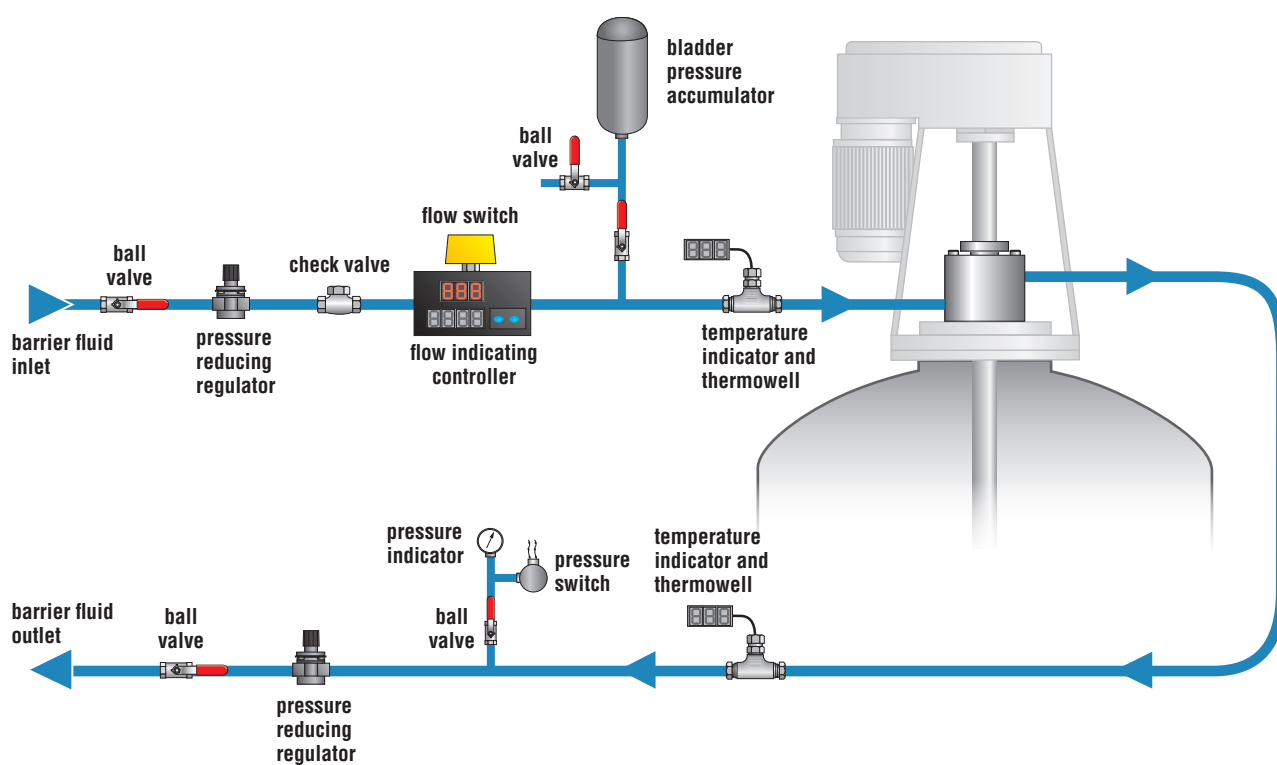 bladder
pressure
accumulator
ball
valve
flow switch
ball
valve
check valve
barrier fluid
inlet
pressure
reducing
regulator
flow indicating
controller
temperature
indicator and
thermowell
pressure
indicator
pressure
switch
temperature
indicator and
thermowell
barrier fluid
outlet
ball
valve
ball
valve
pressure
reducing
regulator